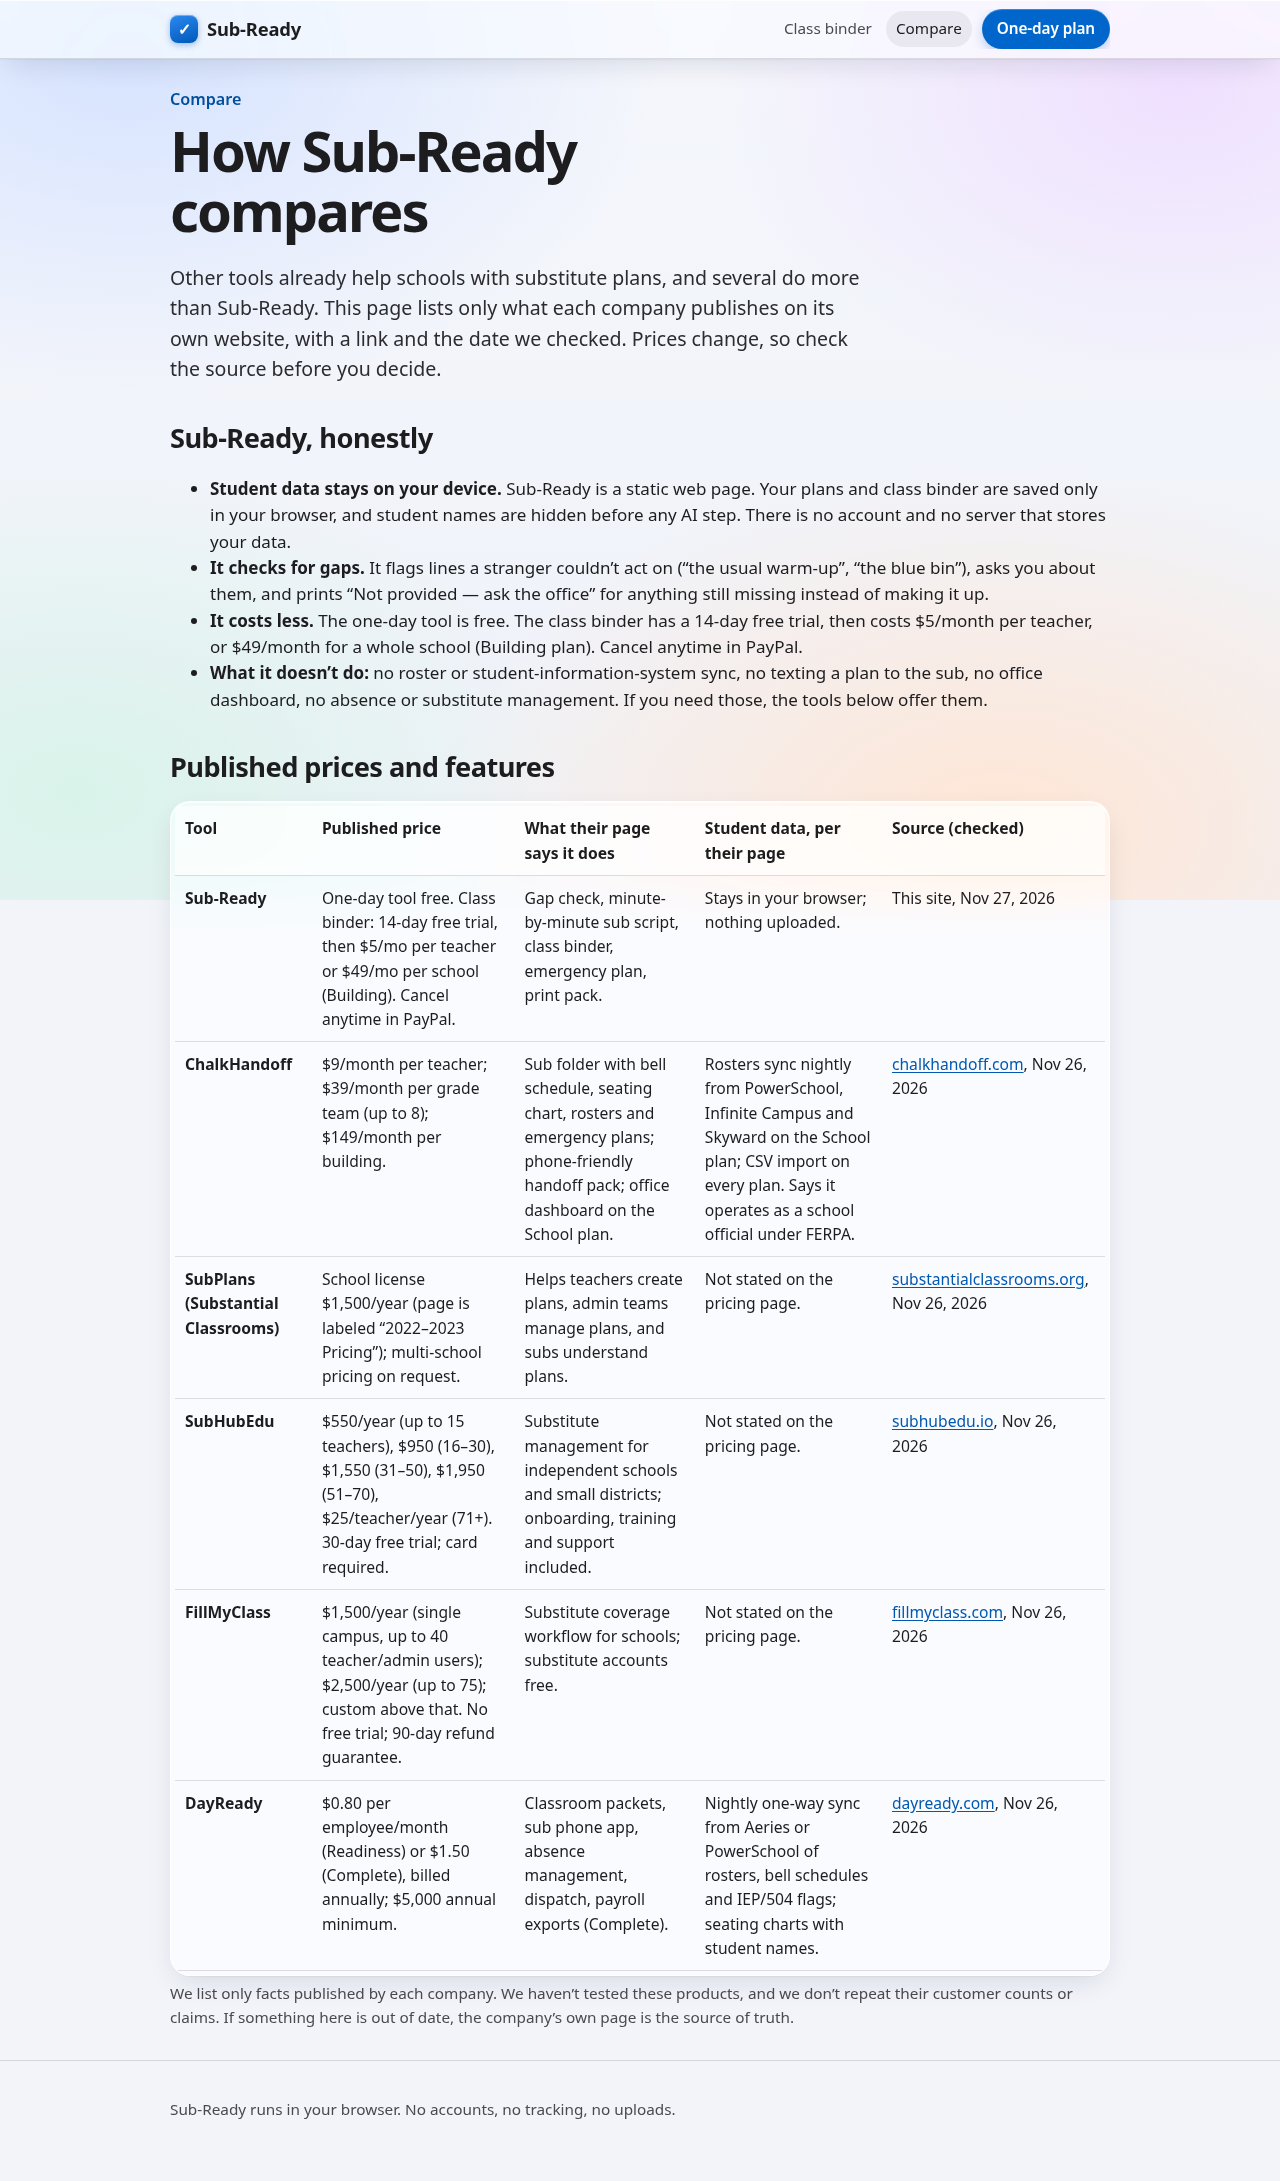 ✓ Sub-Ready
Class binder
Compare
One-day plan
Compare
How Sub-Ready
compares
Other tools already help schools with substitute plans, and several do more
than Sub-Ready. This page lists only what each company publishes on its
own website, with a link and the date we checked. Prices change, so check
the source before you decide.
Sub-Ready, honestly
• Student data stays on your device. Sub-Ready is a static web page. Your plans and class binder are saved only
in your browser, and student names are hidden before any AI step. There is no account and no server that stores
your data.
• It checks for gaps. It flags lines a stranger couldn’t act on (“the usual warm-up”, “the blue bin”), asks you about
them, and prints “Not provided — ask the office” for anything still missing instead of making it up.
• It costs less. The one-day tool is free. The class binder has a 14-day free trial, then costs $5/month per teacher,
or $49/month for a whole school (Building plan). Cancel anytime in PayPal.
• What it doesn’t do: no roster or student-information-system sync, no texting a plan to the sub, no office
dashboard, no absence or substitute management. If you need those, the tools below offer them.
Published prices and features
Tool
Published price
What their page
says it does
Student data, per
their page
Source (checked)
Sub-Ready
One-day tool free. Class
binder: 14-day free trial,
then $5/mo per teacher
or $49/mo per school
(Building). Cancel
anytime in PayPal.
Gap check, minute-
by-minute sub script,
class binder,
emergency plan,
print pack.
Stays in your browser;
nothing uploaded.
This site, Nov 27, 2026
ChalkHandoff
$9/month per teacher;
$39/month per grade
team (up to 8);
$149/month per
building.
Sub folder with bell
schedule, seating
chart, rosters and
emergency plans;
phone-friendly
handoff pack; office
dashboard on the
School plan.
Rosters sync nightly
from PowerSchool,
Infinite Campus and
Skyward on the School
plan; CSV import on
every plan. Says it
operates as a school
official under FERPA.
chalkhandoff.com, Nov 26,
2026
SubPlans
(Substantial
Classrooms)
School license
$1,500/year (page is
labeled “2022–2023
Pricing”); multi-school
pricing on request.
Helps teachers create
plans, admin teams
manage plans, and
subs understand
plans.
Not stated on the
pricing page.
substantialclassrooms.org,
Nov 26, 2026
SubHubEdu
$550/year (up to 15
teachers), $950 (16–30),
$1,550 (31–50), $1,950
(51–70),
$25/teacher/year (71+).
30-day free trial; card
required.
Substitute
management for
independent schools
and small districts;
onboarding, training
and support
included.
Not stated on the
pricing page.
subhubedu.io, Nov 26,
2026
FillMyClass
$1,500/year (single
campus, up to 40
teacher/admin users);
$2,500/year (up to 75);
custom above that. No
free trial; 90-day refund
guarantee.
Substitute coverage
workflow for schools;
substitute accounts
free.
Not stated on the
pricing page.
fillmyclass.com, Nov 26,
2026
DayReady
$0.80 per
employee/month
(Readiness) or $1.50
(Complete), billed
annually; $5,000 annual
minimum.
Classroom packets,
sub phone app,
absence
management,
dispatch, payroll
exports (Complete).
Nightly one-way sync
from Aeries or
PowerSchool of
rosters, bell schedules
and IEP/504 flags;
seating charts with
student names.
dayready.com, Nov 26,
2026
We list only facts published by each company. We haven’t tested these products, and we don’t repeat their customer counts or
claims. If something here is out of date, the company’s own page is the source of truth.
Sub-Ready runs in your browser. No accounts, no tracking, no uploads.